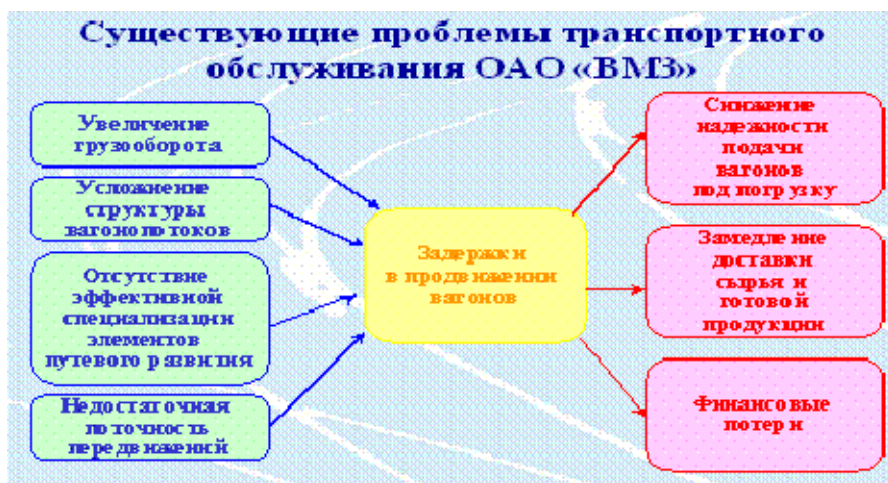 Существующие проблемы транспортного
обслуживания ОАО «ВМЗ»
Увеличение
грузооборота
Усложнение
структуры
вагонопотоков
Отсутствие
эффективной
специализации
элементов
путевого развития
Недостаточная
поточность
передвижений
Задержки
в продвижении
вагонов
Снижение
надежности
подачи
вагонов
под погрузку
Замедление
доставки
сырья и
готовой
продукции
Финансовые
потери